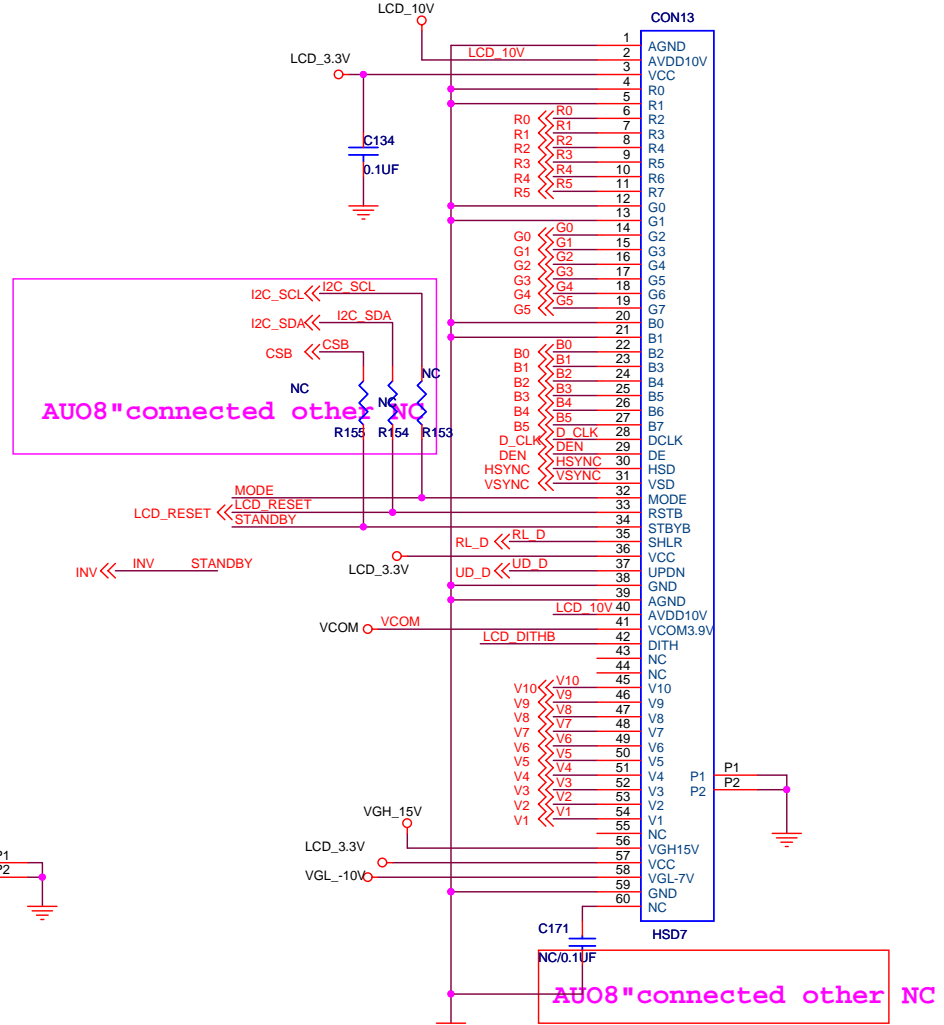 LCD_10V
CON13
LCD_3.3V
C134
0.1UF
LCD_10V
1 AGND
2 AVDD10V
3 VCC
4 R0
5 R1
R0 R0 6 R2
R1 R1 7 R3
R2 R2 8 R4
R3 R3 9 R5
R4 R4 10 R6
R5 R5 11 R7
12 G0
13 G1
G0 G0 14 G2
G1 G1 15 G3
G2 G2 16 G4
G3 G3 17 G5
G4 G4 18 G6
G5 G5 19 G7
20 B0
21 B1
B0 B0 22 B2
B1 B1 23 B3
B2 B2 24 B4
B3 B3 25 B5
B4 B4 26 B6
B5 B5 27 B7
D_CLK D_CLK 28 DCLK
DEN DEN 29 DE
HSYNC HSYNC 30 HSD
VSYNC VSYNC 31 VSD
I2C_SCL I2C_SCL
I2C_SDA I2C_SDA
CSB CSB
NC NC NC
AUO8"connected other NC
R155 R154 R153
MODE 32 MODE
LCD_RESET LCD_RESET 33 RSTB
STANDBY 34 STBYB
RL_D RL_D 35 SHLR
LCD_3.3V 36 VCC
INV INV STANDBY
UD_D UD_D 37 UPDN
38 GND
39 AGND
LCD_10V 40 AVDD10V
VCOM VCOM 41 VCOM3.9V
LCD_DITHB 42 DITH
43 NC
44 NC
V10 V10 45 V10
V9 V9 46 V9
V8 V8 47 V8
V7 V7 48 V7
V6 V6 49 V6
V5 V5 50 V5
V4 V4 51 V4
V3 V3 52 V3
V2 V2 53 V2
V1 V1 54 V1
P1 P1
P2 P2
55 NC
VGH_15V 56 VGH15V
LCD_3.3V 57 VCC
VGL_-10V 58 VGL-7V
59 GND
60 NC
P1
P2
C171
NC/0.1UF
HSD7
AUO8"connected other NC